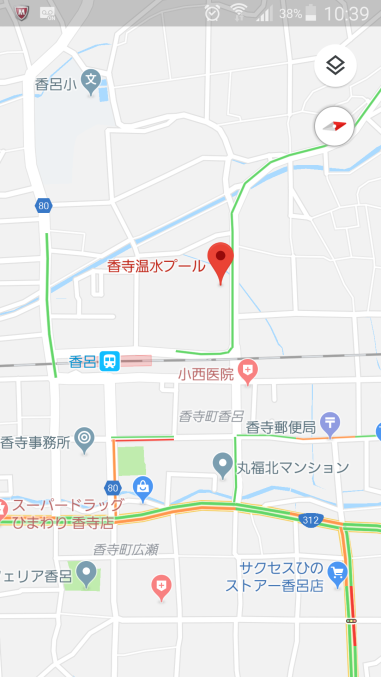 38% 10:39
香呂小
80
香寺温水プール
香呂
小西医院
香寺町香呂
香寺郵便局
香寺事務所
丸福北マンション
80
スーパードラッグ
ひまわり 香寺店
312
香寺町広瀬
サクセスひの
ストアー香呂店
フェリア香呂